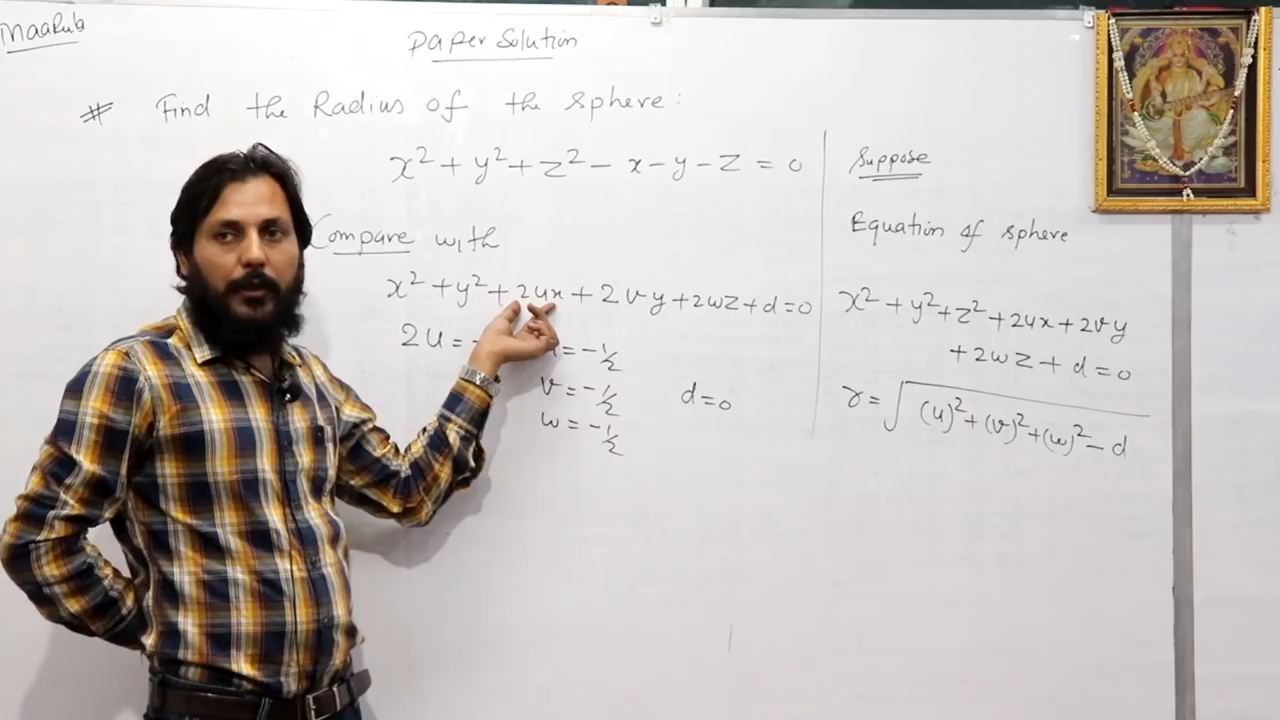 Paper Solution
# Find the Radius of the sphere:
x² + y² + z² - x - y - z = 0
Compare with
x² + y² + 2ux + 2vy + 2wz + d = 0
2u = - = -1/2
v = -1/2 d = 0
w = -1/2
Suppose
Equation of sphere
x² + y² + z² + 2ux + 2vy
+ 2wz + d = 0
r = √(u)² + (v)² + (w)² - d